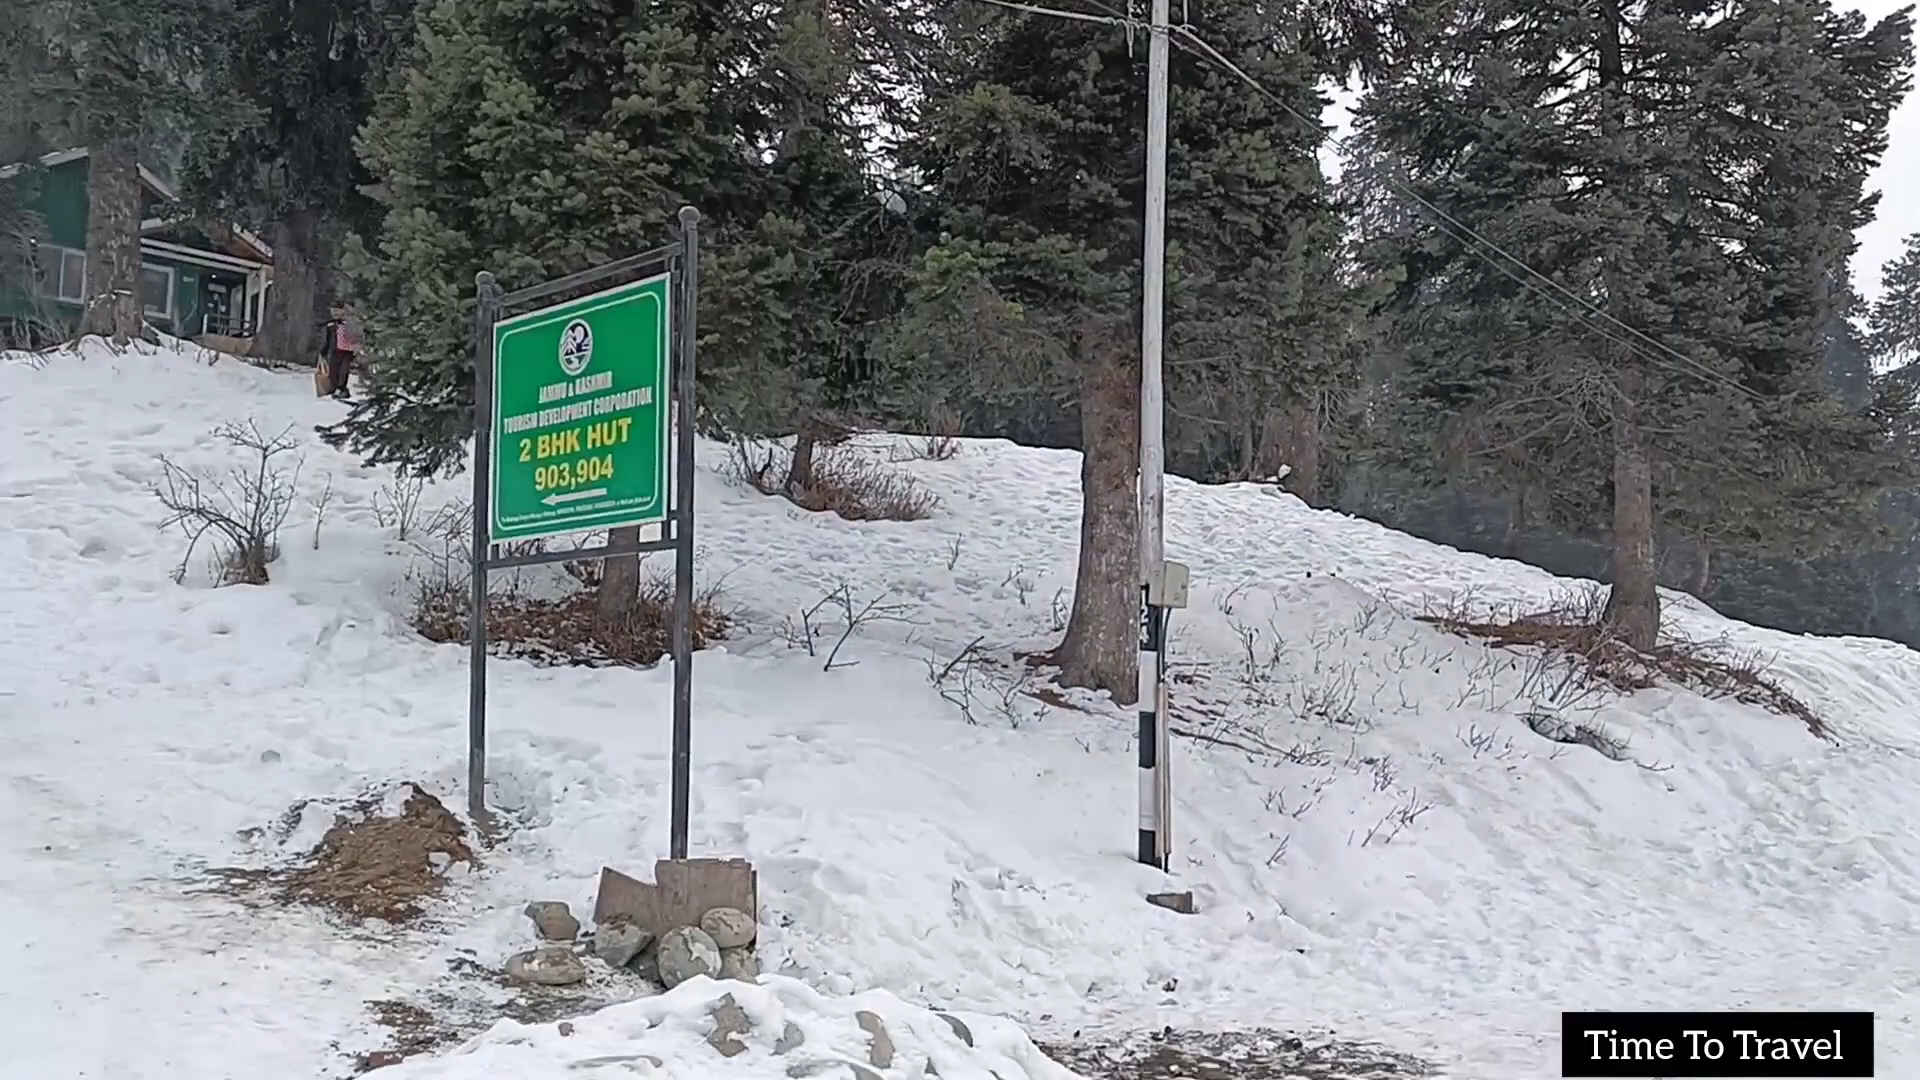 JAMMU & KASHMIR
TOURISM DEVELOPMENT CORPORATION
2 BHK HUT
903,904
Time To Travel